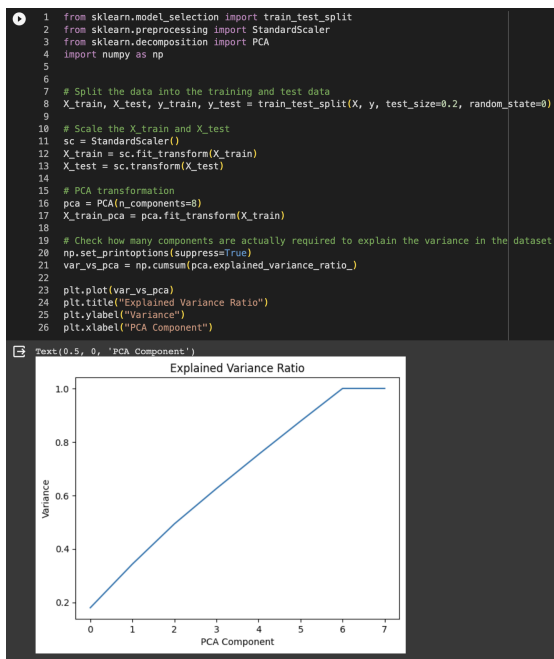 1 from sklearn.model_selection import train_test_split
2 from sklearn.preprocessing import StandardScaler
3 from sklearn.decomposition import PCA
4 import numpy as np
5
6
7 # Split the data into the training and test data
8 X_train, X_test, y_train, y_test = train_test_split(X, y, test_size=0.2, random_state=0)
9
10 # Scale the X_train and X_test
11 sc = StandardScaler()
12 X_train = sc.fit_transform(X_train)
13 X_test = sc.transform(X_test)
14
15 # PCA transformation
16 pca = PCA(n_components=8)
17 X_train_pca = pca.fit_transform(X_train)
18
19 # Check how many components are actually required to explain the variance in the dataset
20 np.set_printoptions(suppress=True)
21 var_vs_pca = np.cumsum(pca.explained_variance_ratio_)
22
23 plt.plot(var_vs_pca)
24 plt.title("Explained Variance Ratio")
25 plt.ylabel("Variance")
26 plt.xlabel("PCA Component")
Text(0.5, 0, 'PCA Component')
Explained Variance Ratio
1.0
0.8
0.6
0.4
0.2
Variance
0 1 2 3 4 5 6 7
PCA Component